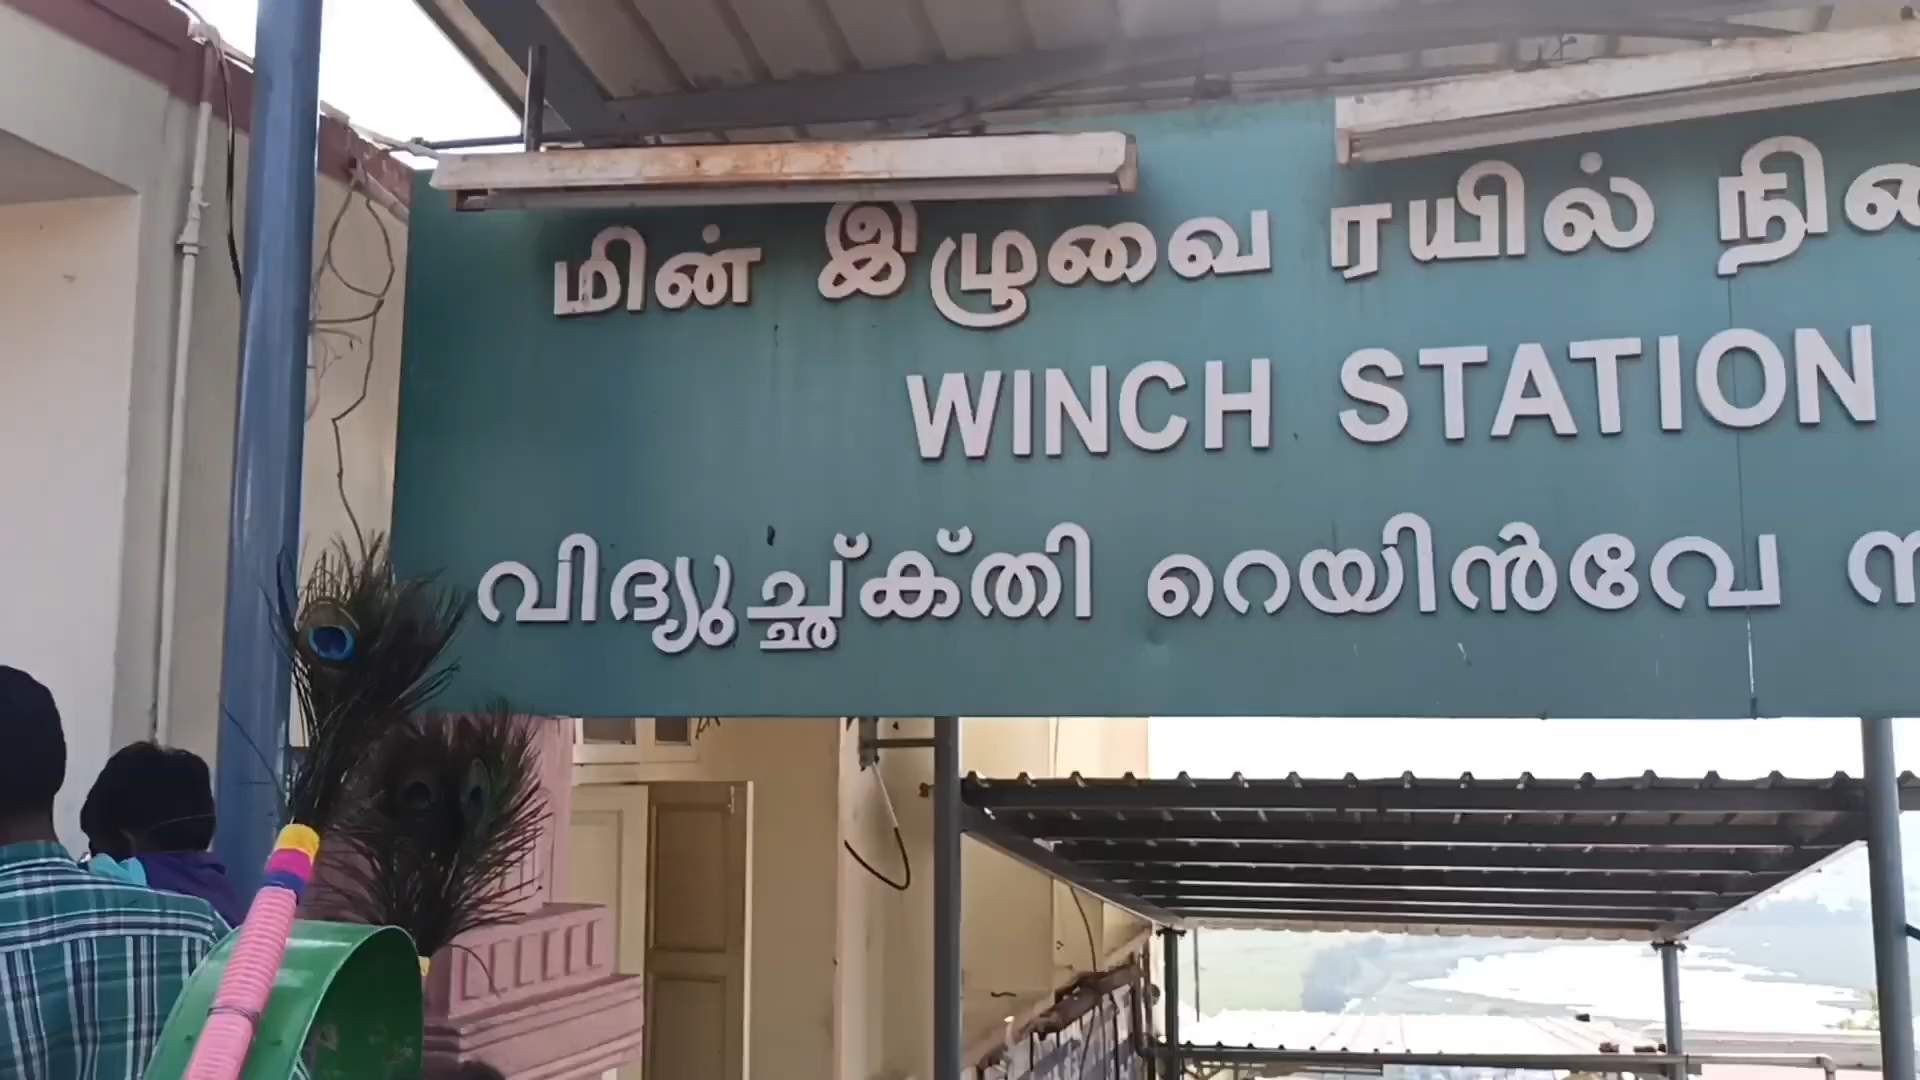 மின் இழுவை ரயில் நிலை
WINCH STATION
വിദ്യുച്ഛ്ക്തി റെയിൻവേ